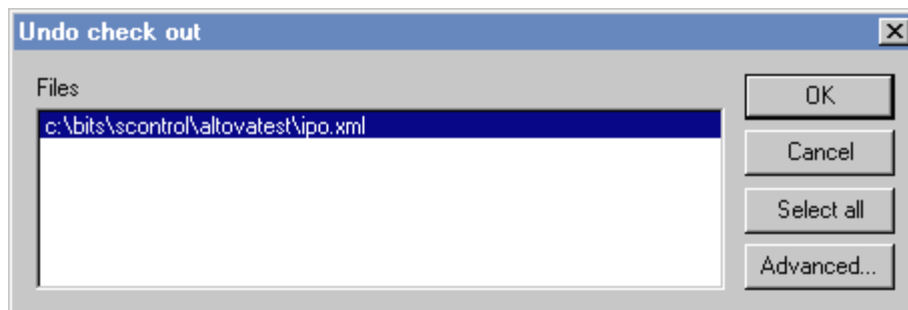 Undo check out
Files
c:\bits\scontrol\altovatest\ipo.xml
OK
Cancel
Select all
Advanced...